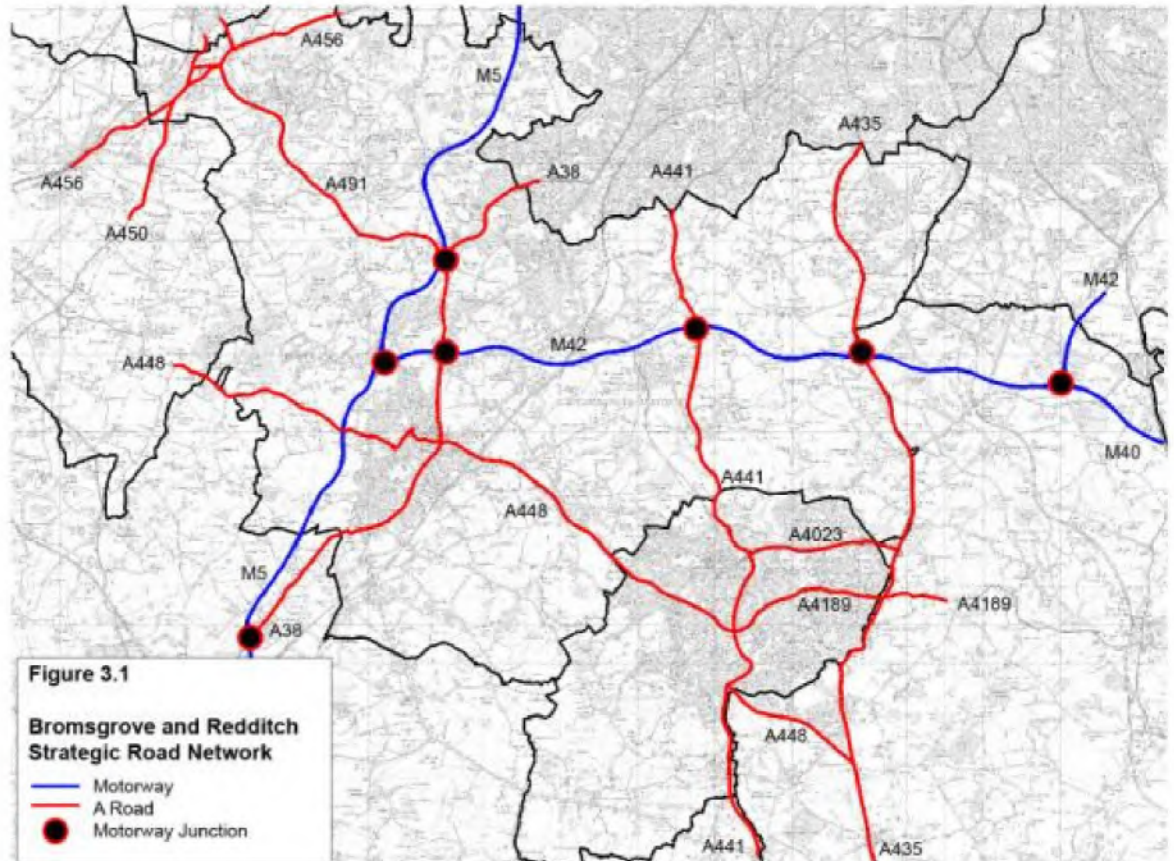 A456
M5
A435
A441
A38
A456
A491
A450
M42
M42
A448
M40
A441
A448
A4023
M5
A4189
A4189
A38
A448
A441
A435
Figure 3.1
Bromsgrove and Redditch
Strategic Road Network
Motorway
A Road
Motorway Junction